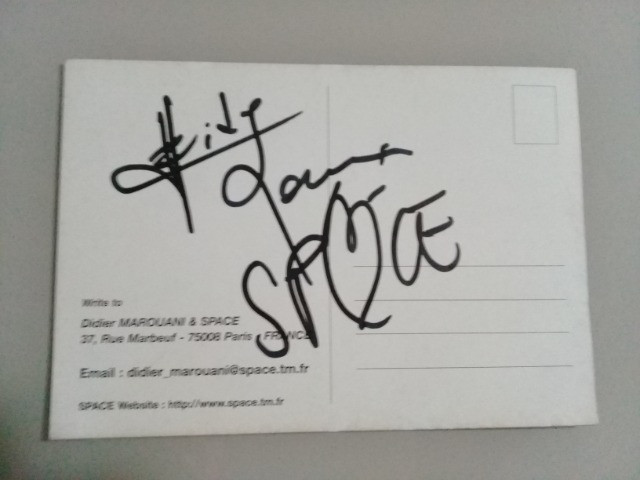 SPACE
Write to
Didier MAROUANI & SPACE
37, Rue Marbeuf - 75008 Paris - FRANCE
Email : didier_marouani@space.tm.fr
SPACE Website : http://www.space.tm.fr